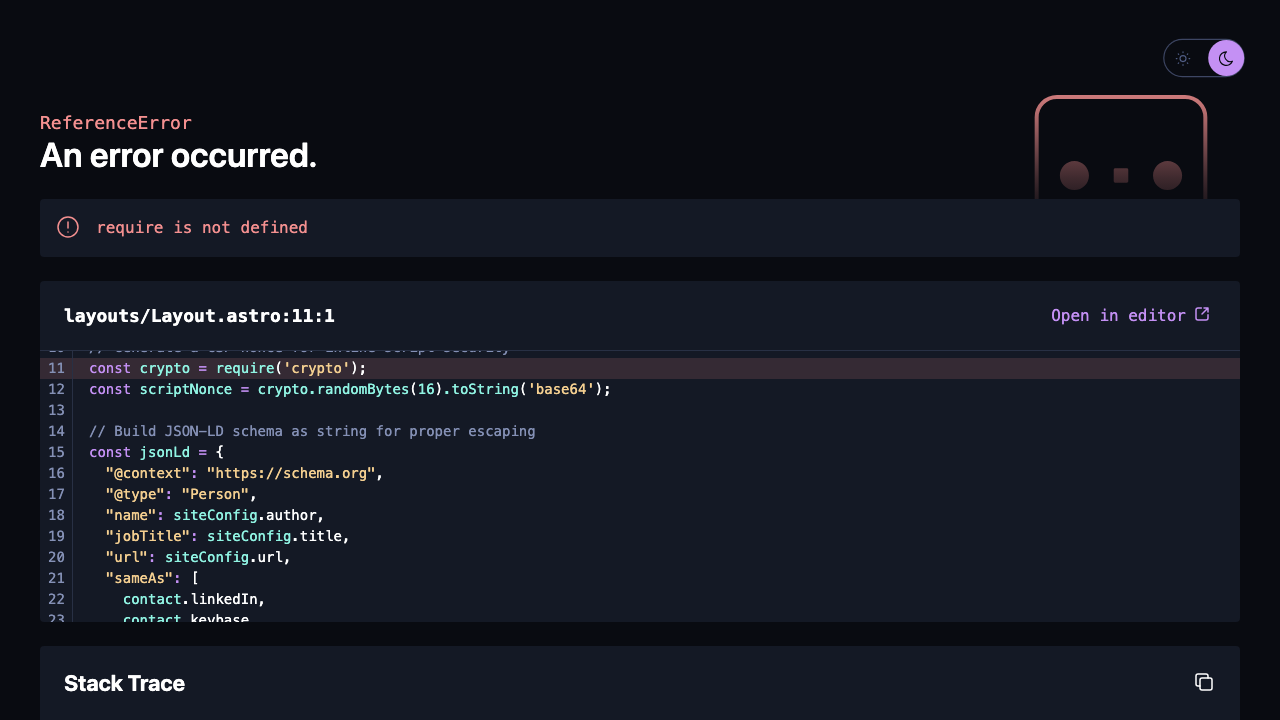 ReferenceError
An error occurred.
require is not defined
layouts/Layout.astro:11:1
Open in editor
11 const crypto = require('crypto');
12 const scriptNonce = crypto.randomBytes(16).toString('base64');
13
14 // Build JSON-LD schema as string for proper escaping
15 const jsonLd = {
16   "@context": "https://schema.org",
17   "@type": "Person",
18   "name": siteConfig.author,
19   "jobTitle": siteConfig.title,
20   "url": siteConfig.url,
21   "sameAs": [
22     contact.linkedIn,
23     contact.keybase
Stack Trace